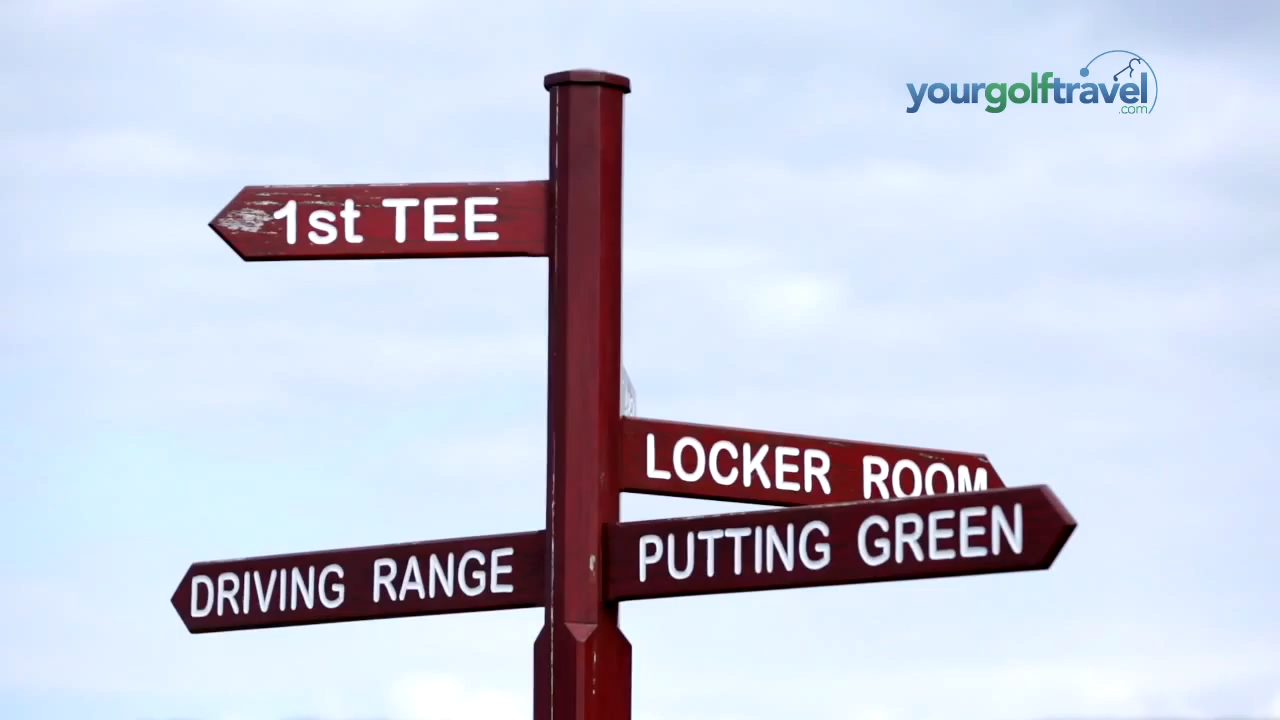 yourgolftravel
.com
1st TEE
LOCKER ROOM
PUTTING GREEN
DRIVING RANGE